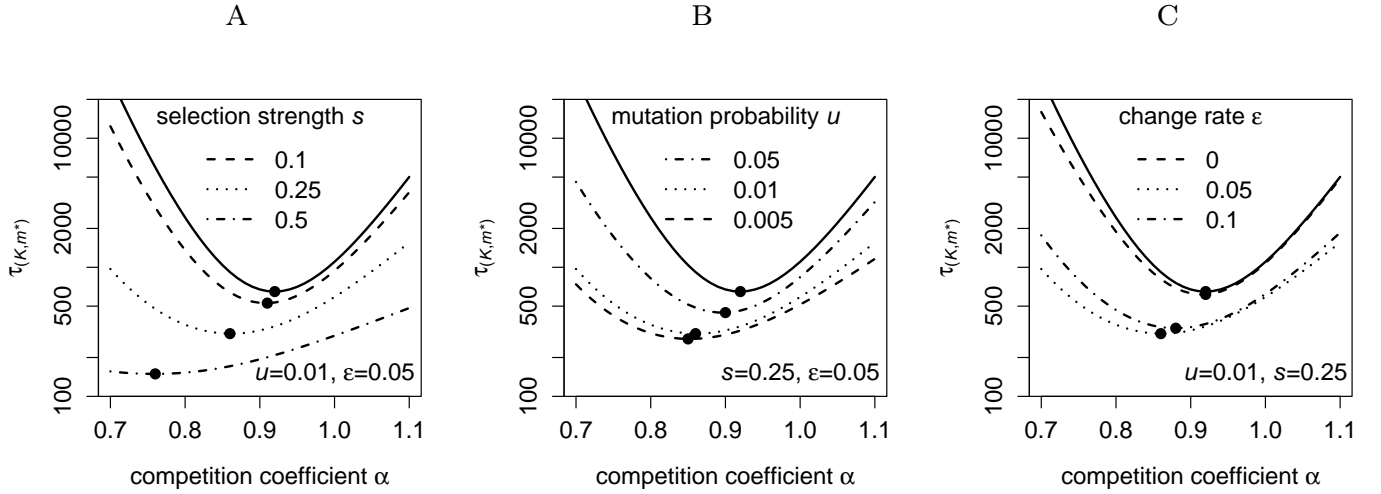 A
B
C
selection strength s
0.1
0.25
0.5
u=0.01, ε=0.05
10000
2000
500
100
τ(K,m*)
0.7 0.8 0.9 1.0 1.1
competition coefficient α
mutation probability u
0.05
0.01
0.005
s=0.25, ε=0.05
10000
2000
500
100
τ(K,m*)
0.7 0.8 0.9 1.0 1.1
competition coefficient α
change rate ε
0
0.05
0.1
u=0.01, s=0.25
10000
2000
500
100
τ(K,m*)
0.7 0.8 0.9 1.0 1.1
competition coefficient α